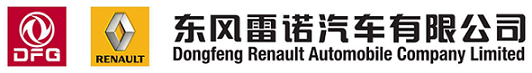 DFG
RENAULT
东风雷诺汽车有限公司
Dongfeng Renault Automobile Company Limited